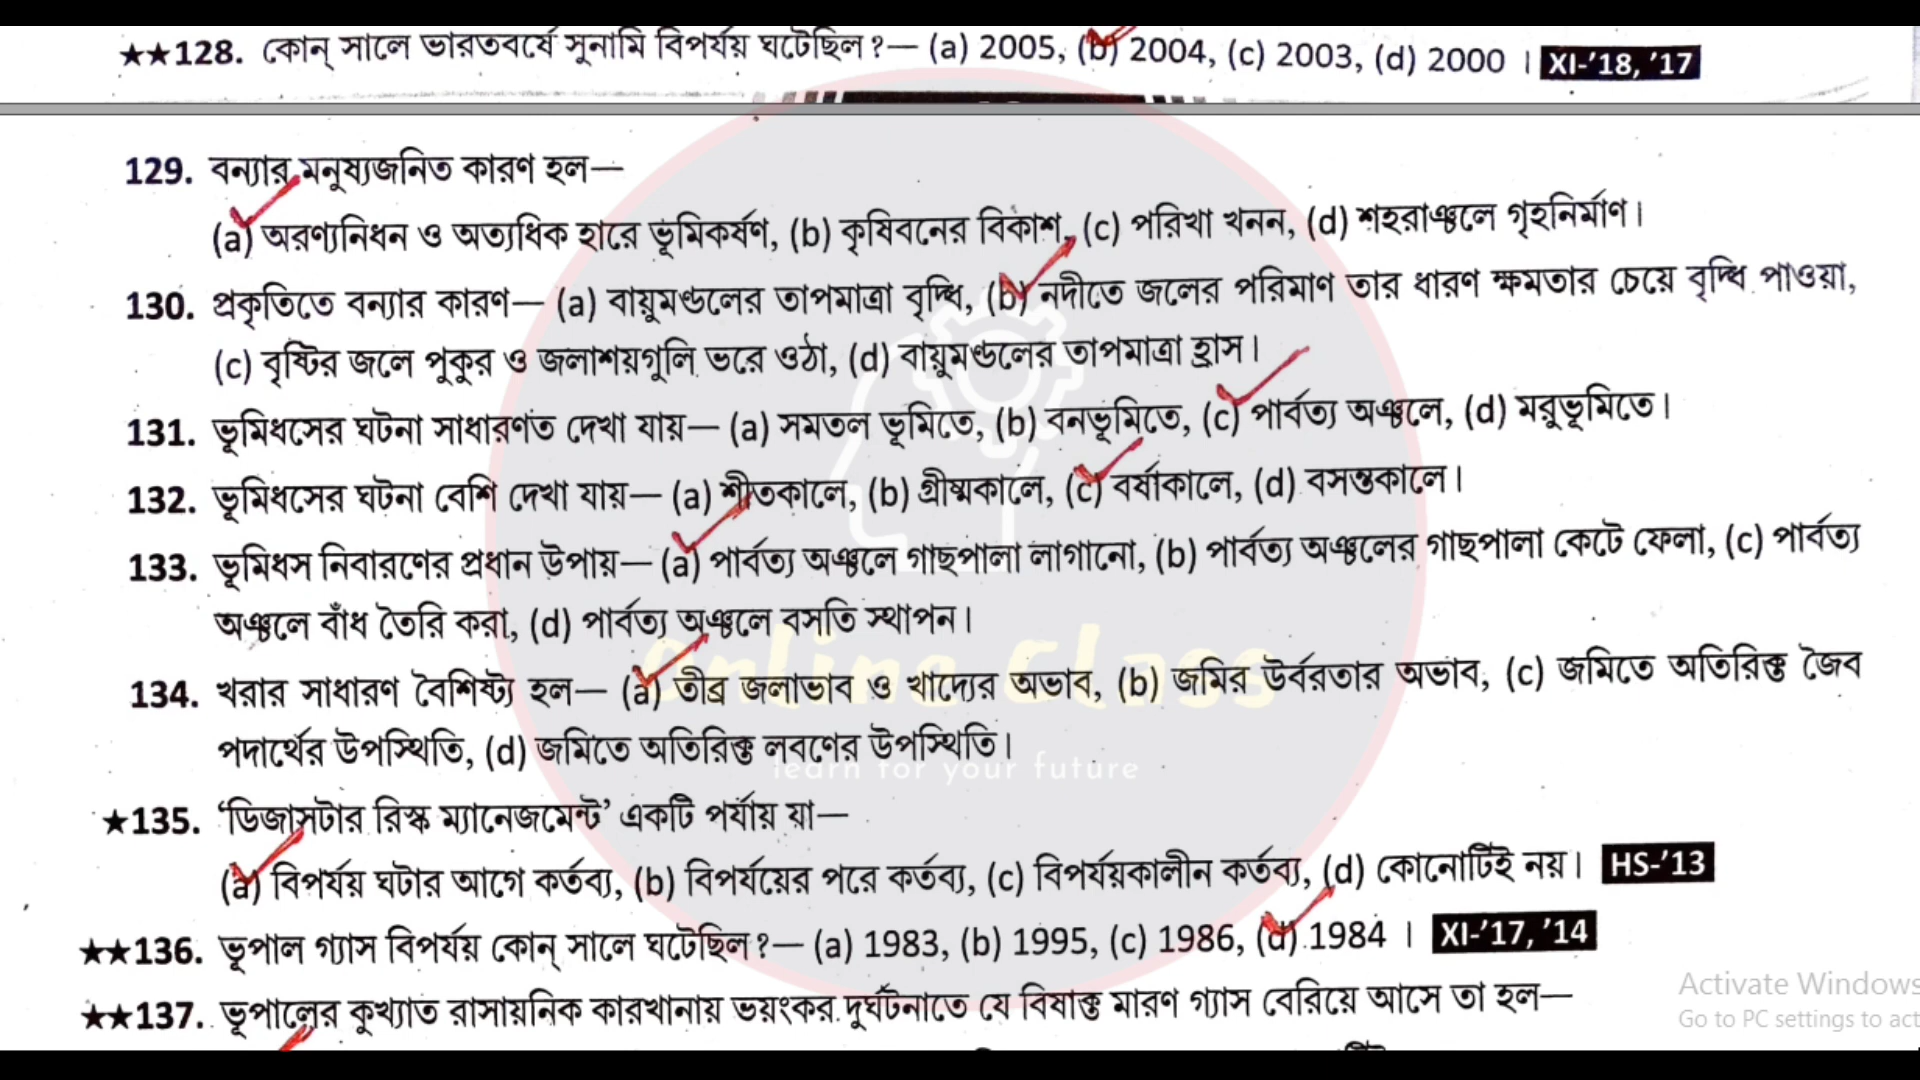 ★★128. কোন্ সালে ভারতবর্ষে সুনামি বিপর্যয় ঘটেছিল?— (a) 2005, (b) 2004, (c) 2003, (d) 2000 । XI-’18, ’17
129. বন্যার মনুষ্যজনিত কারণ হল—
(a) অরণ্যনিধন ও অত্যধিক হারে ভূমিকর্ষণ, (b) কৃষিবনের বিকাশ, (c) পরিখা খনন, (d) শহরাঞ্চলে গৃহনির্মাণ।
130. প্রকৃতিতে বন্যার কারণ— (a) বায়ুমণ্ডলের তাপমাত্রা বৃদ্ধি, (b) নদীতে জলের পরিমাণ তার ধারণ ক্ষমতার চেয়ে বৃদ্ধি পাওয়া,
(c) বৃষ্টির জলে পুকুর ও জলাশয়গুলি ভরে ওঠা, (d) বায়ুমণ্ডলের তাপমাত্রা হ্রাস।
131. ভূমিধসের ঘটনা সাধারণত দেখা যায়— (a) সমতল ভূমিতে, (b) বনভূমিতে, (c) পার্বত্য অঞ্চলে, (d) মরুভূমিতে।
132. ভূমিধসের ঘটনা বেশি দেখা যায়— (a) শীতকালে, (b) গ্রীষ্মকালে, (c) বর্ষাকালে, (d) বসন্তকালে।
133. ভূমিধস নিবারণের প্রধান উপায়— (a) পার্বত্য অঞ্চলে গাছপালা লাগানো, (b) পার্বত্য অঞ্চলের গাছপালা কেটে ফেলা, (c) পার্বত্য
অঞ্চলে বাঁধ তৈরি করা, (d) পার্বত্য অঞ্চলে বসতি স্থাপন।
Online Class
134. খরার সাধারণ বৈশিষ্ট্য হল— (a) তীব্র জলাভাব ও খাদ্যের অভাব, (b) জমির উর্বরতার অভাব, (c) জমিতে অতিরিক্ত জৈব
পদার্থের উপস্থিতি, (d) জমিতে অতিরিক্ত লবণের উপস্থিতি।
learn for your future
★135. ‘ডিজাসটার রিস্ক ম্যানেজমেন্ট’ একটি পর্যায় যা—
(a) বিপর্যয় ঘটার আগে কর্তব্য, (b) বিপর্যয়ের পরে কর্তব্য, (c) বিপর্যয়কালীন কর্তব্য, (d) কোনোটিই নয়। HS-’13
★★136. ভূপাল গ্যাস বিপর্যয় কোন্ সালে ঘটেছিল?— (a) 1983, (b) 1995, (c) 1986, (d) 1984 । XI-’17, ’14
★★137. ভূপালের কুখ্যাত রাসায়নিক কারখানায় ভয়ংকর দুর্ঘটনাতে যে বিষাক্ত মারণ গ্যাস বেরিয়ে আসে তা হল—
Activate Windows
Go to PC settings to act